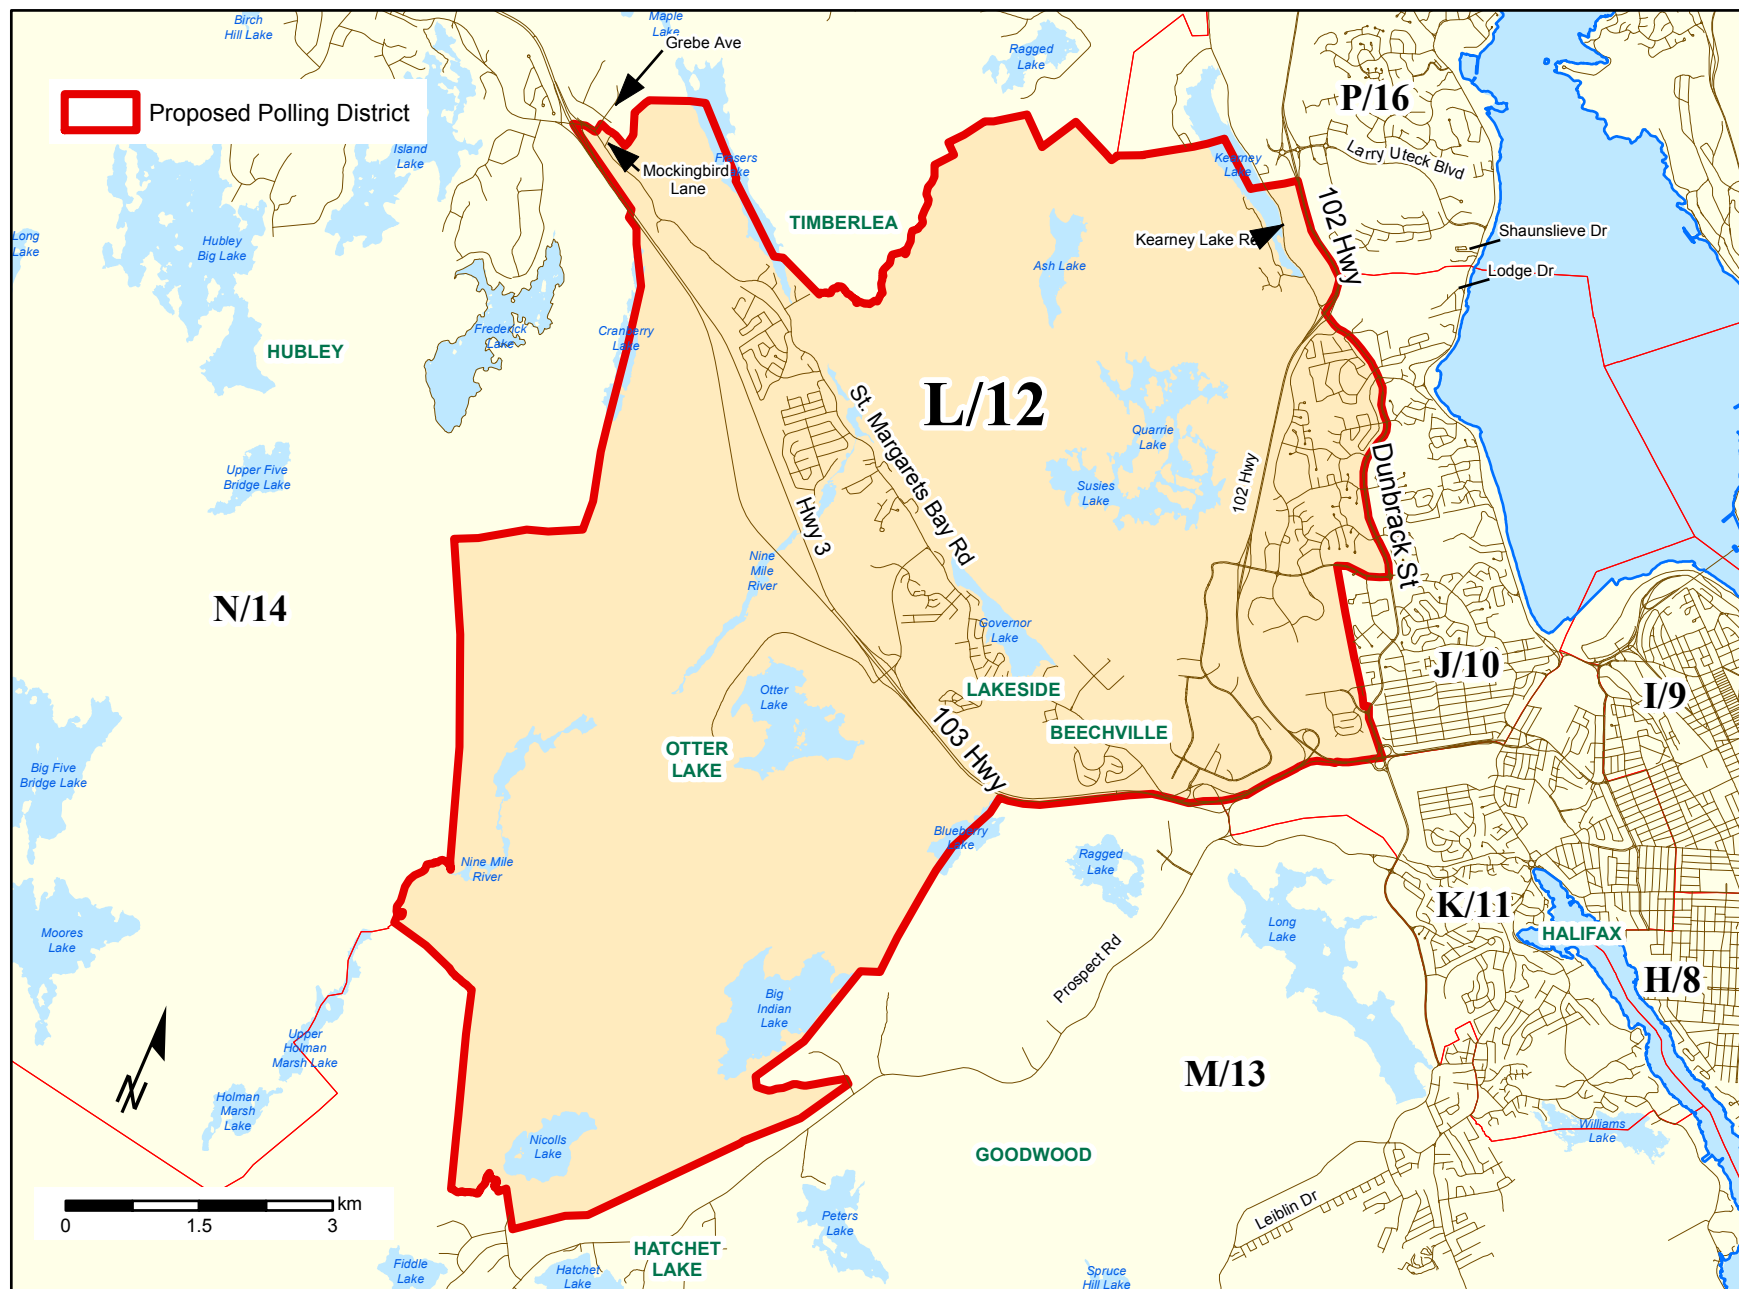 Birch
Hill Lake
Maple
Lake
Grebe Ave
Ragged
Lake
P/16
Proposed Polling District
Island
Lake
Mockingbird
Lane
Frasers
Lake
Kearney
Lake
Larry Uteck Blvd
TIMBERLEA
102 Hwy
Long
Lake
Hubley
Big Lake
Kearney Lake Rd
Shaunslieve Dr
Ash Lake
Lodge Dr
Frederick
Lake
Cranberry
Lake
HUBLEY
L/12
St. Margarets Bay Rd
Quarrie
Lake
Upper Five
Bridge Lake
Susies
Lake
102 Hwy
Dunbrack St
Hwy 3
Nine
Mile
River
N/14
Governor
Lake
J/10
I/9
Otter
Lake
LAKESIDE
BEECHVILLE
OTTER
LAKE
103 Hwy
Big Five
Bridge Lake
Blueberry
Lake
Ragged
Lake
Nine Mile
River
K/11
Moores
Lake
Long
Lake
HALIFAX
H/8
Prospect Rd
Big
Indian
Lake
N
Upper
Holman
Marsh Lake
M/13
Holman
Marsh
Lake
Nicolls
Lake
Williams
Lake
GOODWOOD
km
0
1.5
3
Peters
Lake
Leiblin Dr
HATCHET
LAKE
Fiddle
Lake
Hatchet
Lake
Spruce
Hill Lake